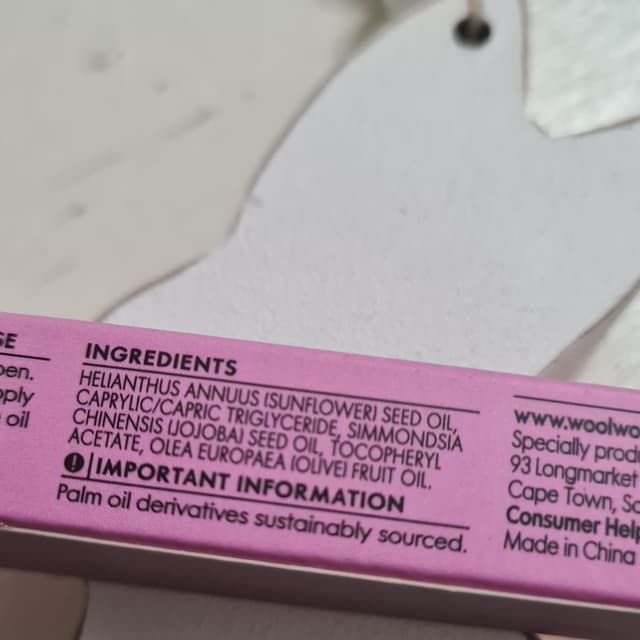 SE
pen.
pply
oil
INGREDIENTS
HELIANTHUS ANNUUS (SUNFLOWER) SEED OIL,
CAPRYLIC/CAPRIC TRIGLYCERIDE, SIMMONDSIA
CHINENSIS (JOJOBA) SEED OIL, TOCOPHERYL
ACETATE, OLEA EUROPAEA (OLIVE) FRUIT OIL.
! IMPORTANT INFORMATION
Palm oil derivatives sustainably sourced.
www.woolwo
Specially produ
93 Longmarket
Cape Town, So
Consumer Help
Made in China